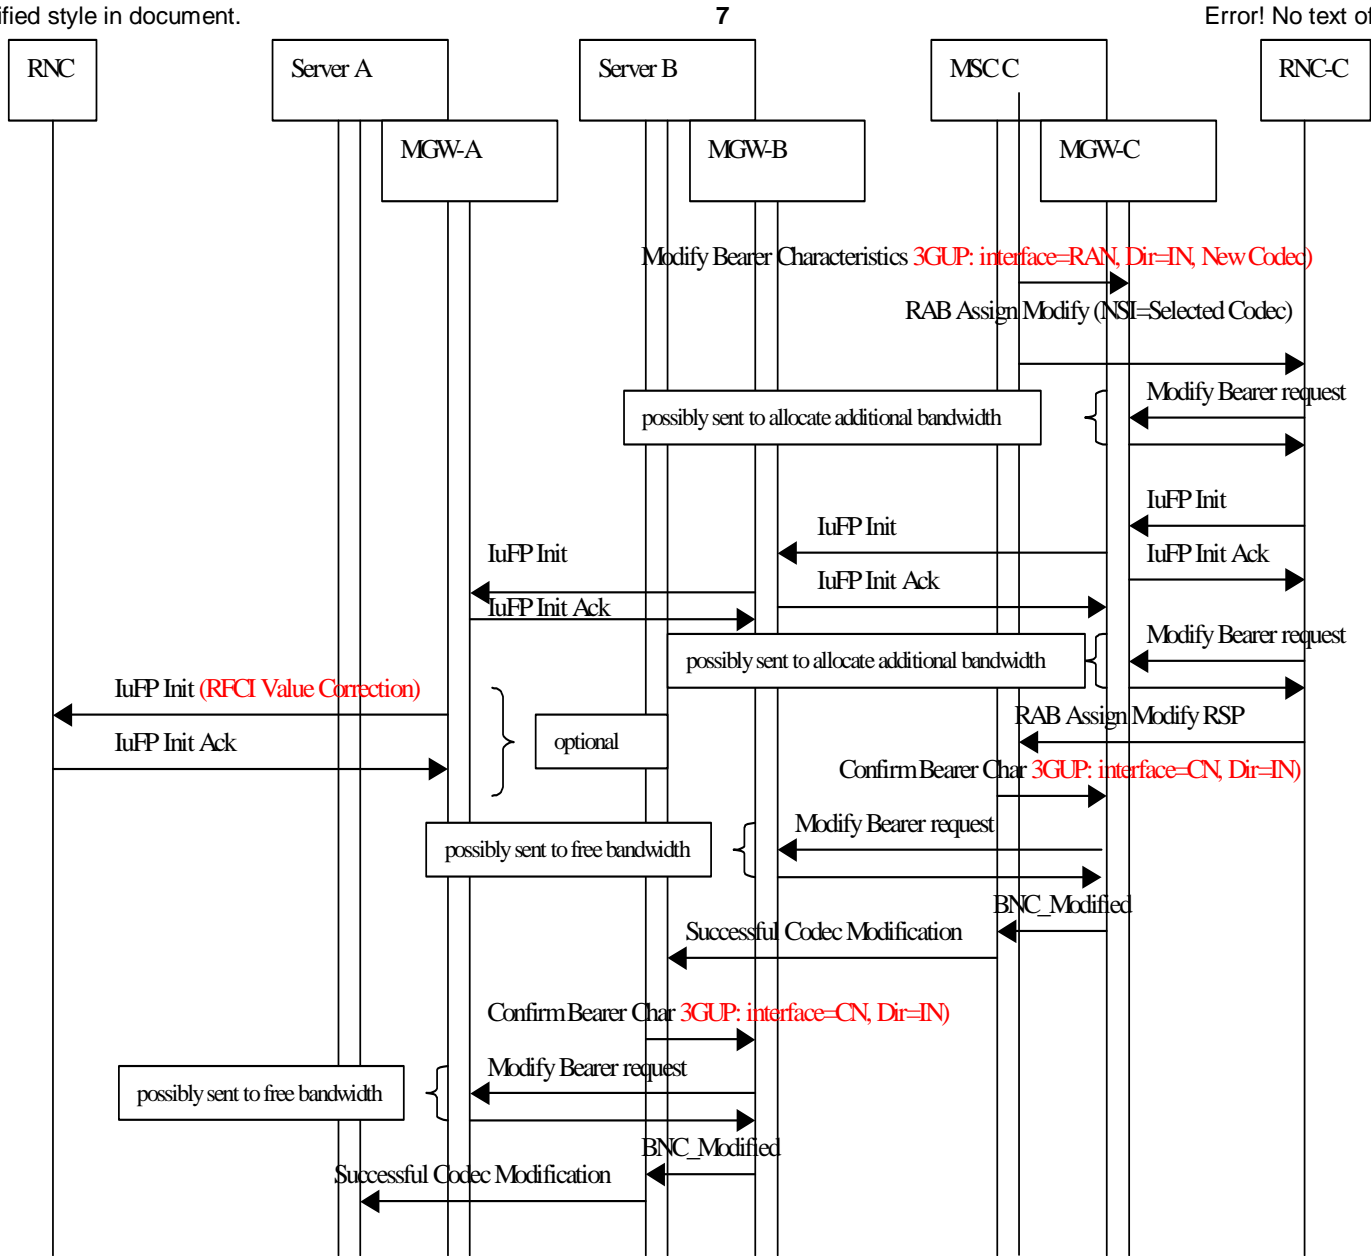 ified style in document.
7
Error! No text of
RNC
Server A
Server B
MSC C
RNC-C
MGW-A
MGW-B
MGW-C
Modify Bearer Characteristics 3GUP: interface=RAN, Dir=IN, New Codec)
RAB Assign Modify (NSI=Selected Codec)
Modify Bearer request
possibly sent to allocate additional bandwidth
IuFP Init
IuFP Init
IuFP Init
IuFP Init Ack
IuFP Init Ack
IuFP Init Ack
Modify Bearer request
possibly sent to allocate additional bandwidth
IuFP Init (RFCI Value Correction)
RAB Assign Modify RSP
IuFP Init Ack
optional
Confirm Bearer Char 3GUP: interface=CN, Dir=IN)
Modify Bearer request
possibly sent to free bandwidth
BNC_Modified
Successful Codec Modification
Confirm Bearer Char 3GUP: interface=CN, Dir=IN)
Modify Bearer request
possibly sent to free bandwidth
BNC_Modified
Successful Codec Modification